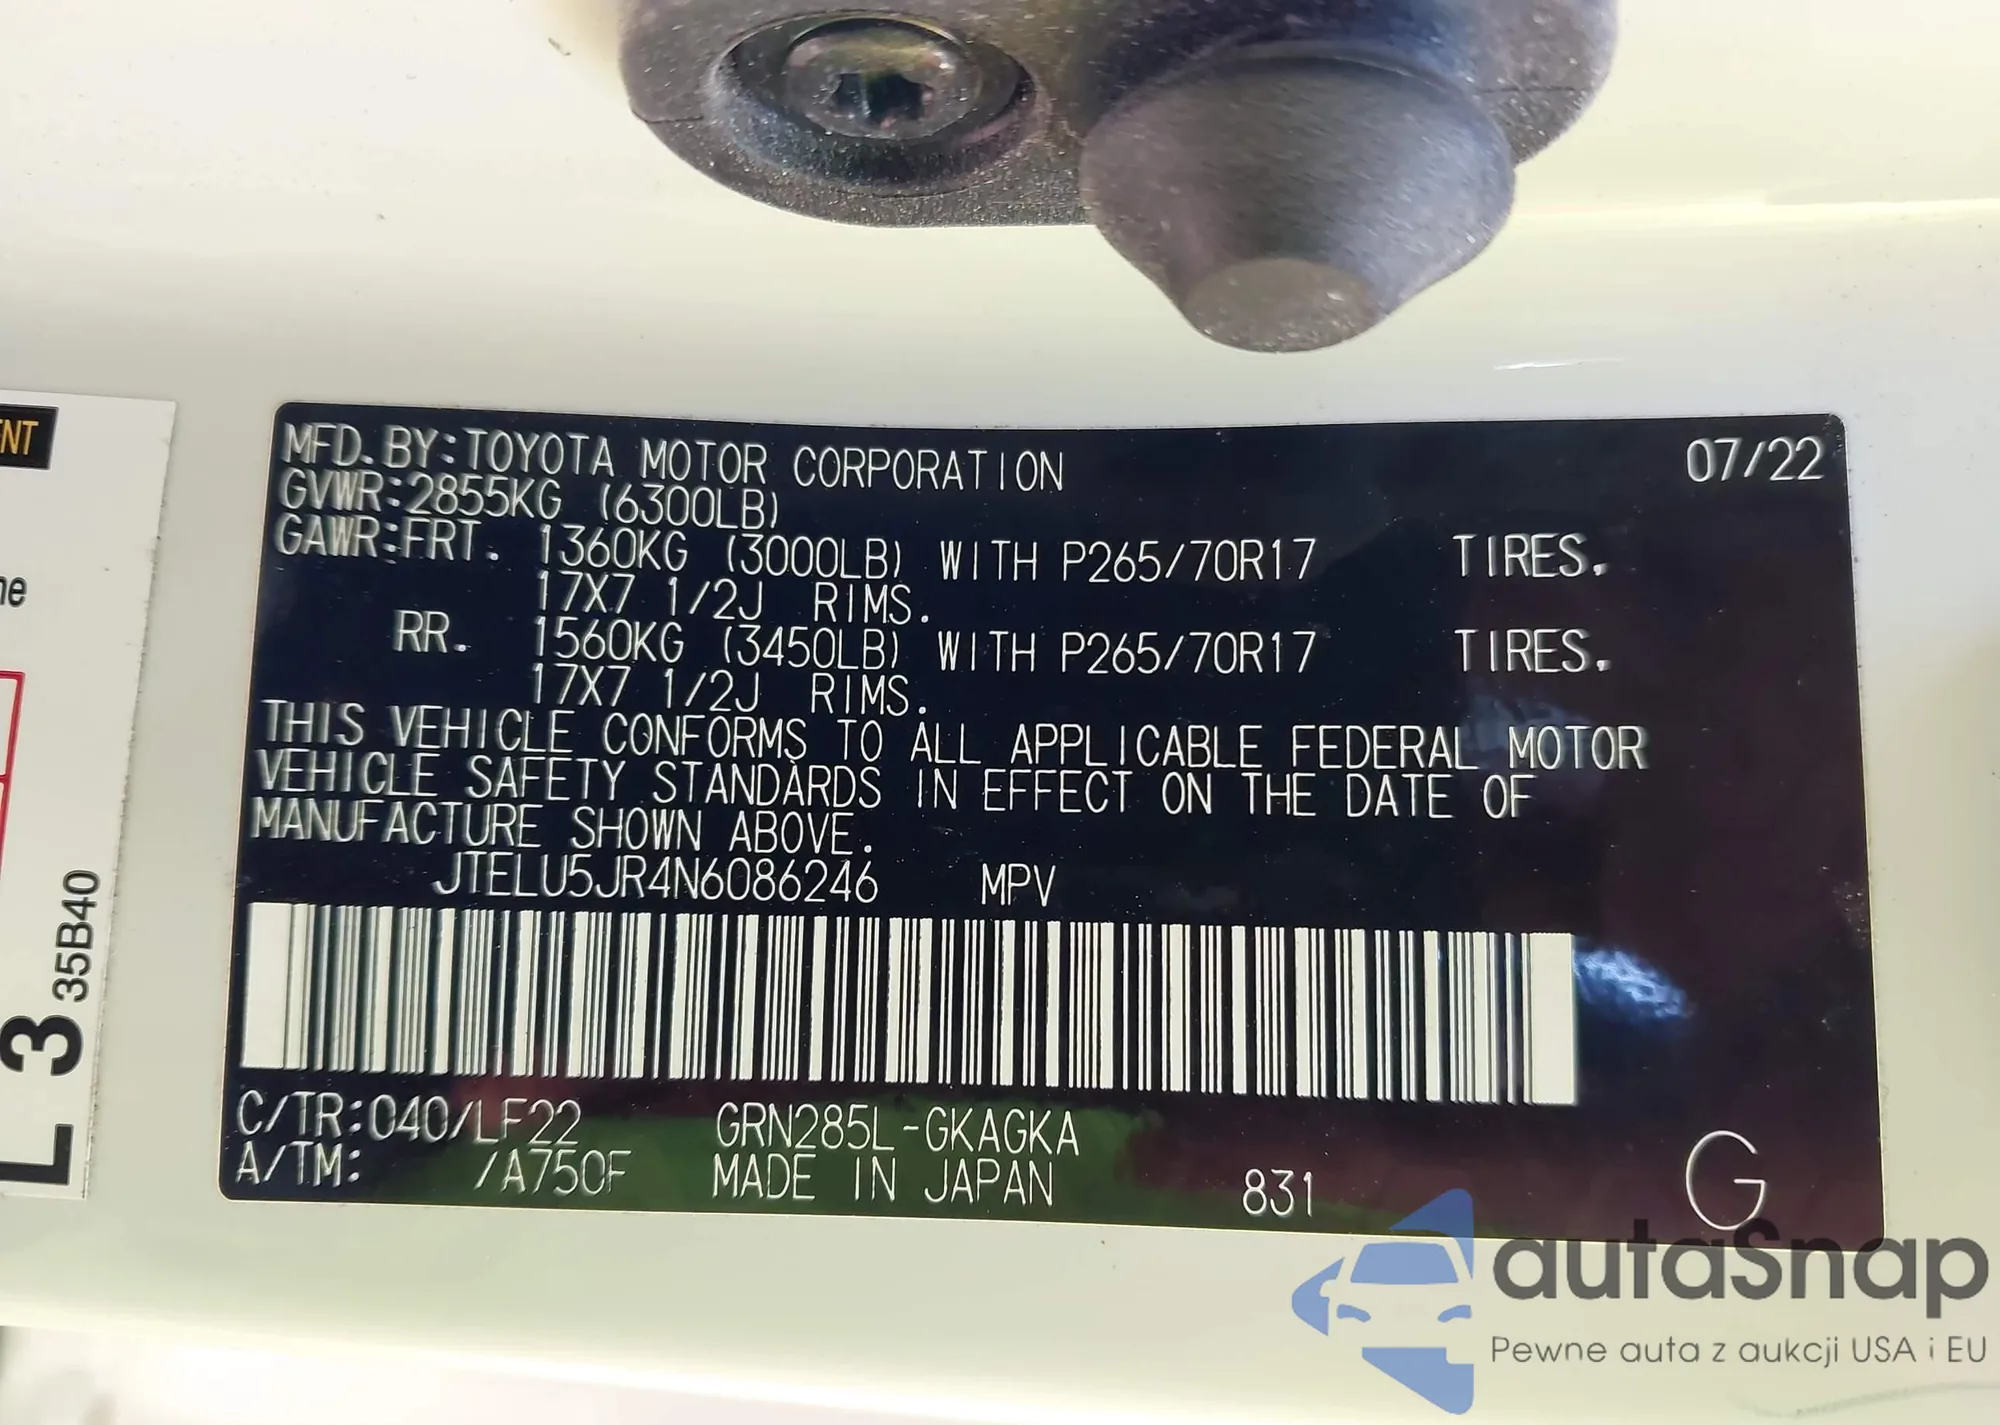 MFD. BY:TOYOTA MOTOR CORPORATION 07/22
GVWR:2855KG (6300LB)
GAWR:FRT. 1360KG (3000LB) WITH P265/70R17 TIRES.
17X7 1/2J RIMS.
RR. 1560KG (3450LB) WITH P265/70R17 TIRES.
17X7 1/2J RIMS.
THIS VEHICLE CONFORMS TO ALL APPLICABLE FEDERAL MOTOR
VEHICLE SAFETY STANDARDS IN EFFECT ON THE DATE OF
MANUFACTURE SHOWN ABOVE.
JTELU5JR4N6086246 MPV
C/TR:040/LF22 GRN285L-GKAGKA
A/TM: /A750F MADE IN JAPAN 831 G
L 3 35B40
autaSnap
Pewne auta z aukcji USA i EU